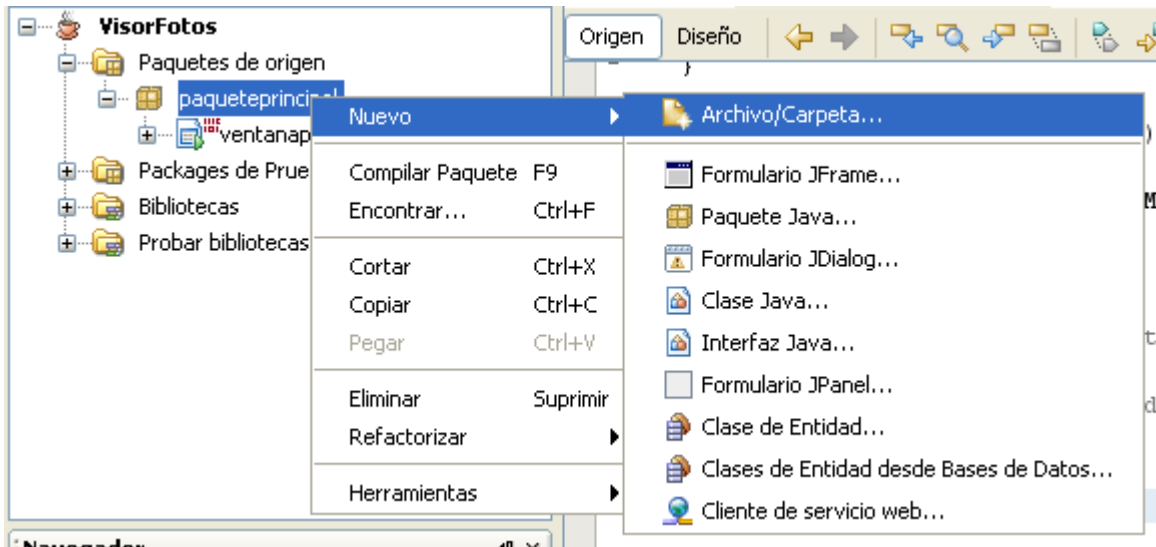 VisorFotos
Paquetes de origen
paqueteprincipal
ventanap
Packages de Prue
Bibliotecas
Probar bibliotecas
Origen Diseño
}
)
M
t
d
Nuevo
Compilar Paquete F9
Encontrar... Ctrl+F
Cortar Ctrl+X
Copiar Ctrl+C
Pegar Ctrl+V
Eliminar Suprimir
Refactorizar
Herramientas
Archivo/Carpeta...
Formulario JFrame...
Paquete Java...
Formulario JDialog...
Clase Java...
Interfaz Java...
Formulario JPanel...
Clase de Entidad...
Clases de Entidad desde Bases de Datos...
Cliente de servicio web...
Navegador